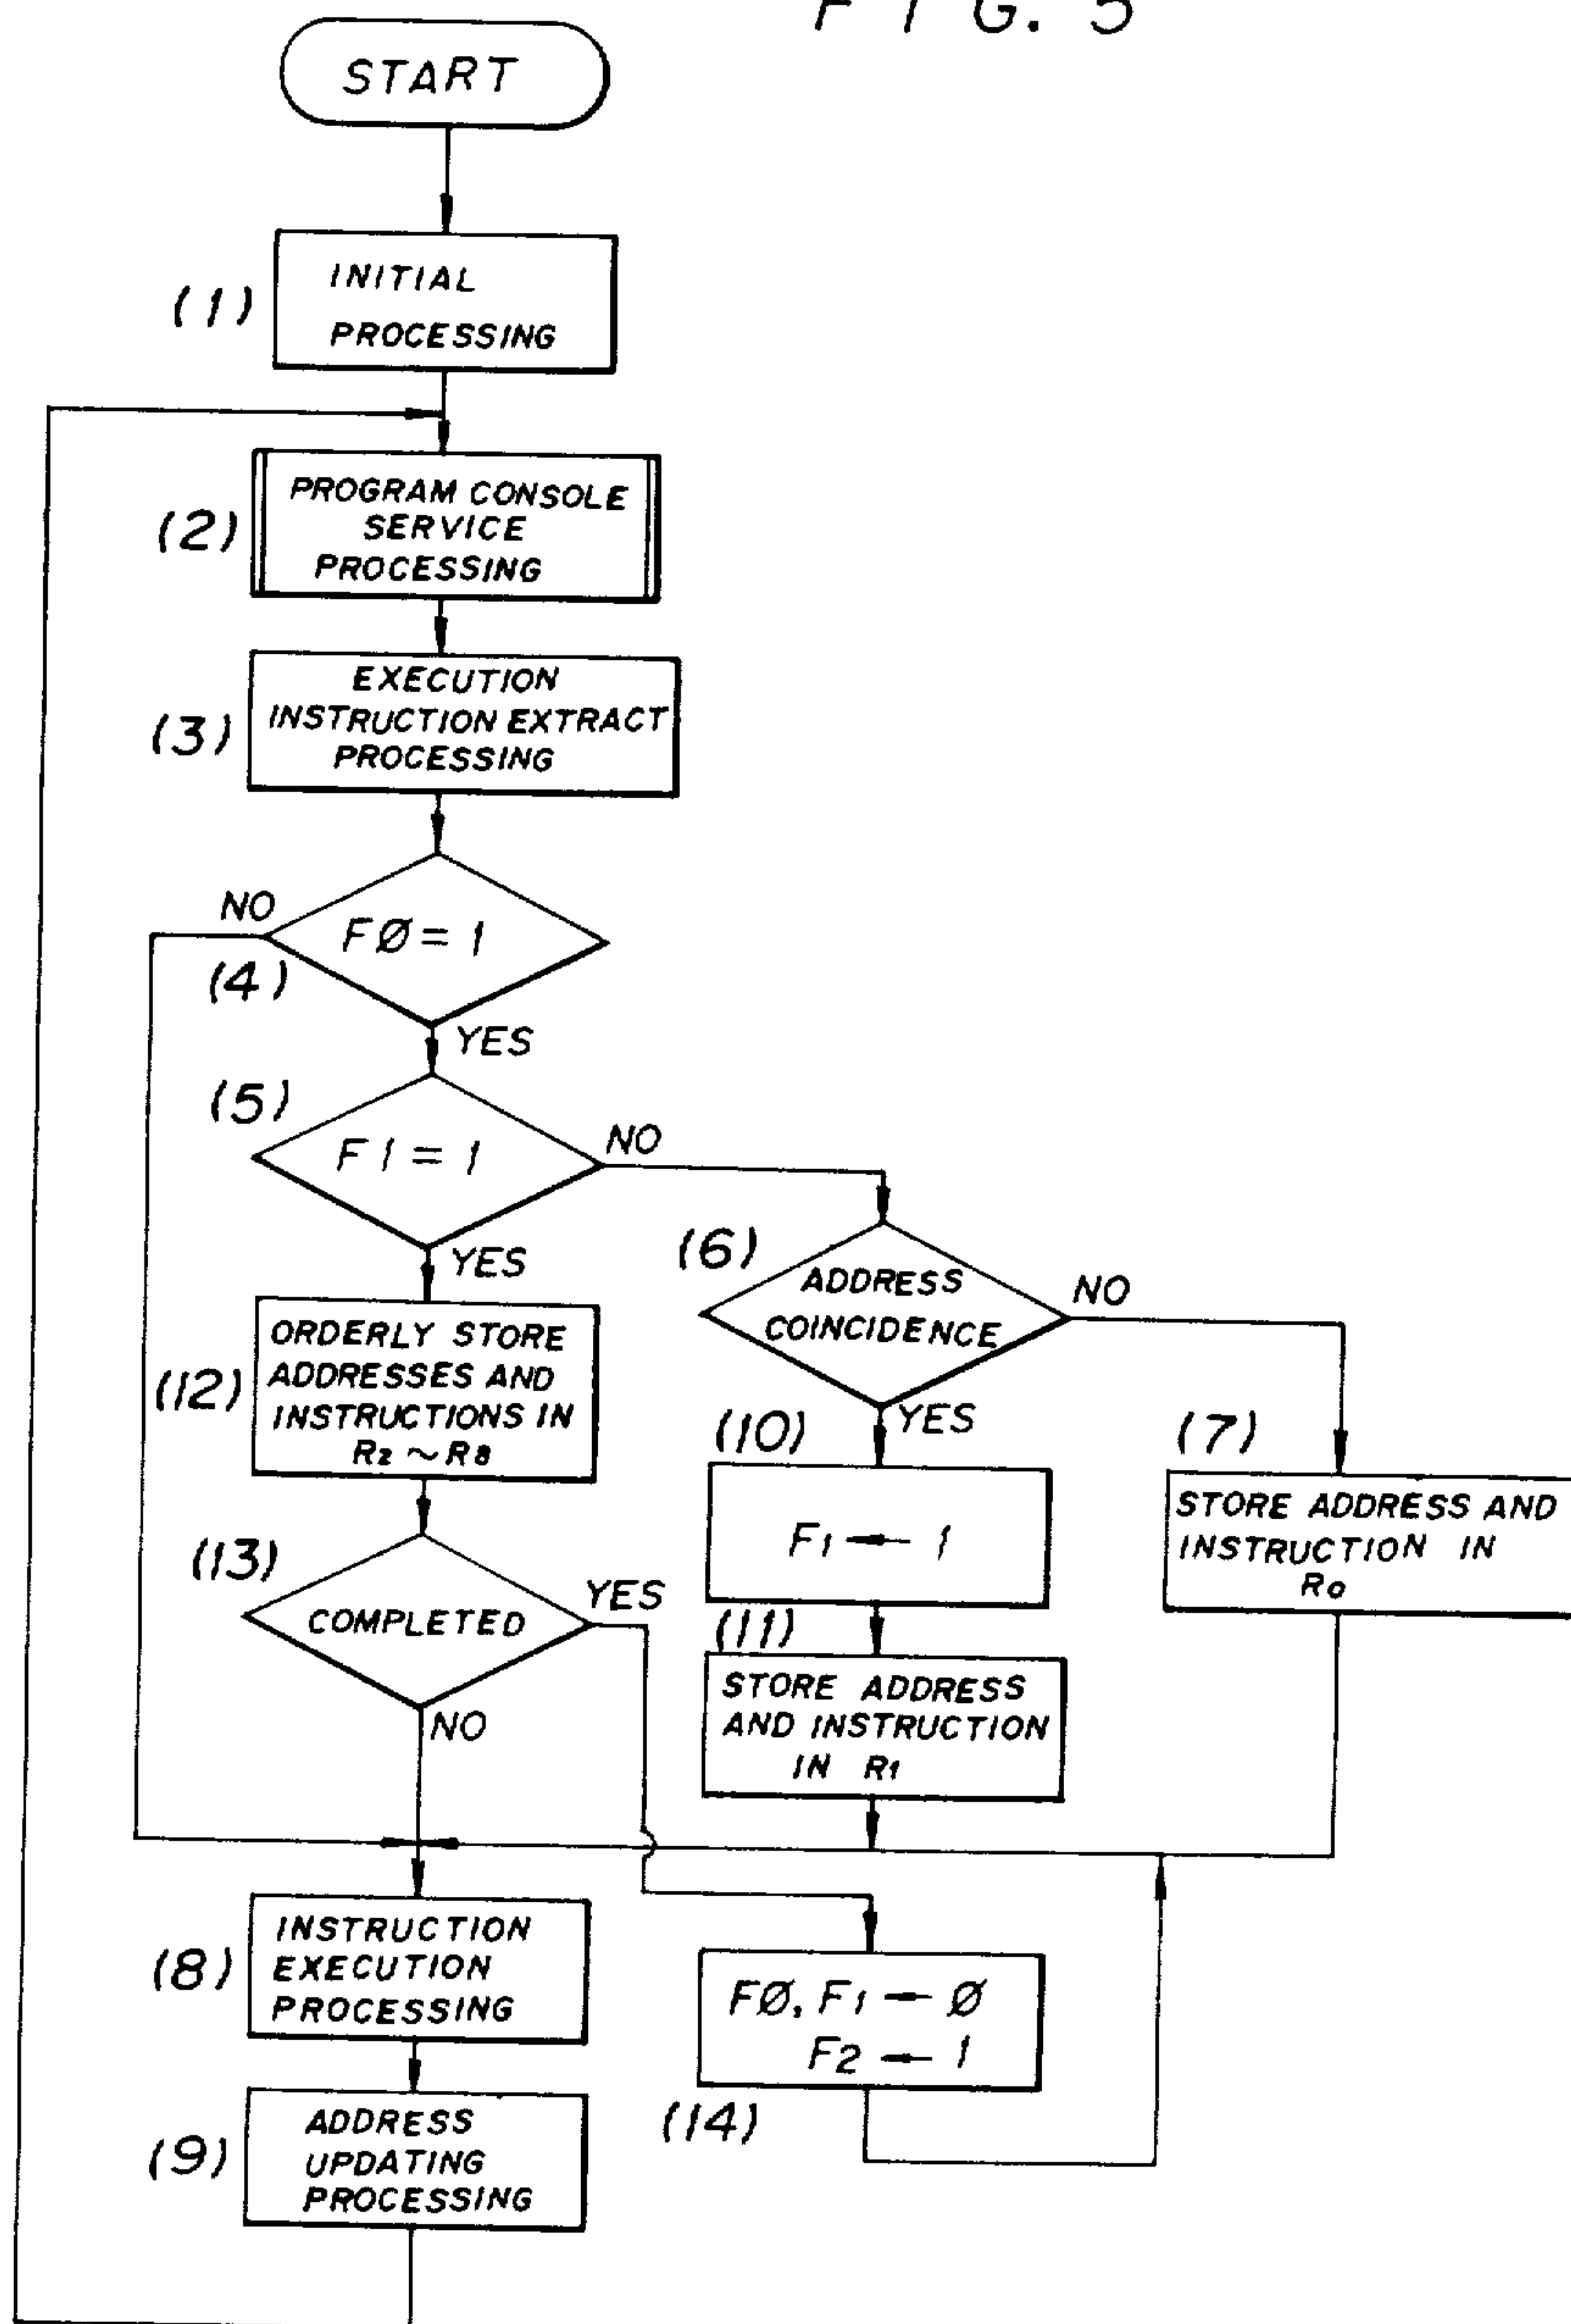 FIG. 5
START
(1)
INITIAL
PROCESSING
(2)
PROGRAM CONSOLE
SERVICE
PROCESSING
(3)
EXECUTION
INSTRUCTION EXTRACT
PROCESSING
NO
FØ = 1
(4)
YES
(5)
F1 = 1
NO
YES
(6)
ADDRESS
COINCIDENCE
NO
YES
(12)
ORDERLY STORE
ADDRESSES AND
INSTRUCTIONS IN
R2 ~ R8
(10)
F1 ← 1
(7)
STORE ADDRESS AND
INSTRUCTION IN
R0
(13)
COMPLETED
YES
NO
(11)
STORE ADDRESS
AND INSTRUCTION
IN R1
(8)
INSTRUCTION
EXECUTION
PROCESSING
FØ, F1 ← Ø
F2 ← 1
(14)
(9)
ADDRESS
UPDATING
PROCESSING